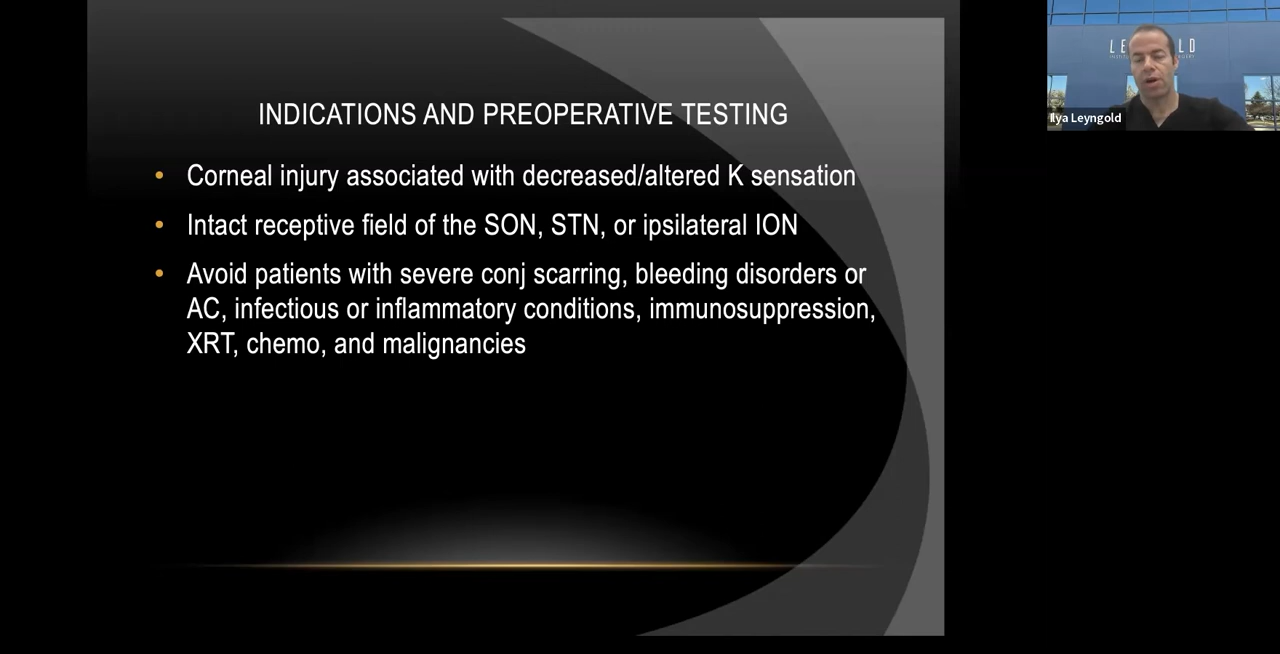 INDICATIONS AND PREOPERATIVE TESTING
• Corneal injury associated with decreased/altered K sensation
• Intact receptive field of the SON, STN, or ipsilateral ION
• Avoid patients with severe conj scarring, bleeding disorders or
AC, infectious or inflammatory conditions, immunosuppression,
XRT, chemo, and malignancies
Ilya Leyngold